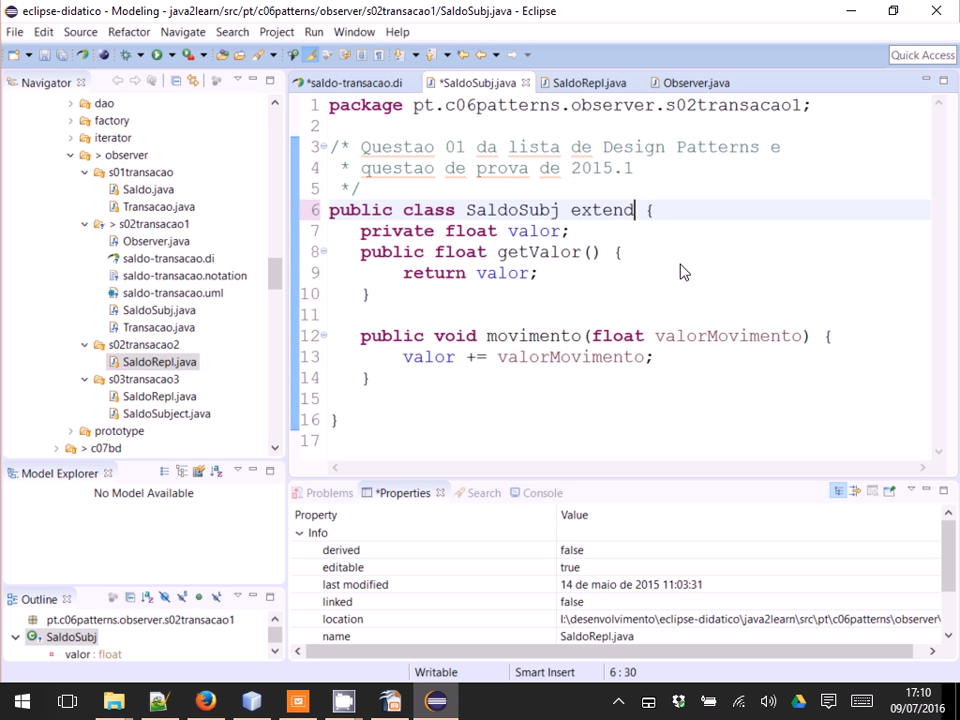 eclipse-didatico - Modeling - java2learn/src/pt/c06patterns/observer/s02transacao1/SaldoSubj.java - Eclipse
File Edit Source Refactor Navigate Search Project Run Window Help
Quick Access
Navigator
dao
factory
iterator
> observer
s01transacao
Saldo.java
Transacao.java
> s02transacao1
Observer.java
saldo-transacao.di
saldo-transacao.notation
saldo-transacao.uml
SaldoSubj.java
Transacao.java
s02transacao2
SaldoRepl.java
s03transacao3
SaldoRepl.java
SaldoSubject.java
prototype
> c07bd
*saldo-transacao.di *SaldoSubj.java SaldoRepl.java Observer.java
1 package pt.c06patterns.observer.s02transacao1;
2
3 /* Questao 01 da lista de Design Patterns e
4 * questao de prova de 2015.1
5 */
6 public class SaldoSubj extend {
7 private float valor;
8 public float getValor() {
9 return valor;
10 }
11
12 public void movimento(float valorMovimento) {
13 valor += valorMovimento;
14 }
15
16 }
17
Model Explorer
No Model Available
Outline
pt.c06patterns.observer.s02transacao1
SaldoSubj
valor : float
Problems *Properties Search Console
Property Value
Info
derived false
editable true
last modified 14 de maio de 2015 11:03:31
linked false
location I:\desenvolvimento\eclipse-didatico\java2learn\src\pt\c06patterns\observer\
name SaldoRepl.java
Writable Smart Insert 6 : 30
17:10
09/07/2016